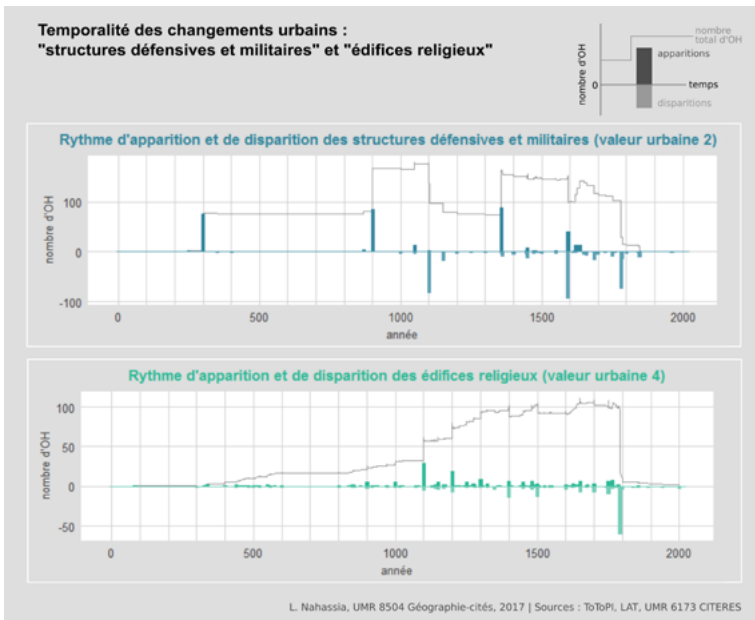 Temporalité des changements urbains :
"structures défensives et militaires" et "édifices religieux"
nombre
total d'OH
apparitions
nombre d'OH
0
temps
disparitions
Rythme d'apparition et de disparition des structures défensives et militaires (valeur urbaine 2)
nombre d'OH
100
0
-100
0 500 1000 1500 2000
année
Rythme d'apparition et de disparition des édifices religieux (valeur urbaine 4)
nombre d'OH
100
50
0
-50
0 500 1000 1500 2000
année
L. Nahassia, UMR 8504 Géographie-cités, 2017 | Sources : ToToPI, LAT, UMR 6173 CITERES